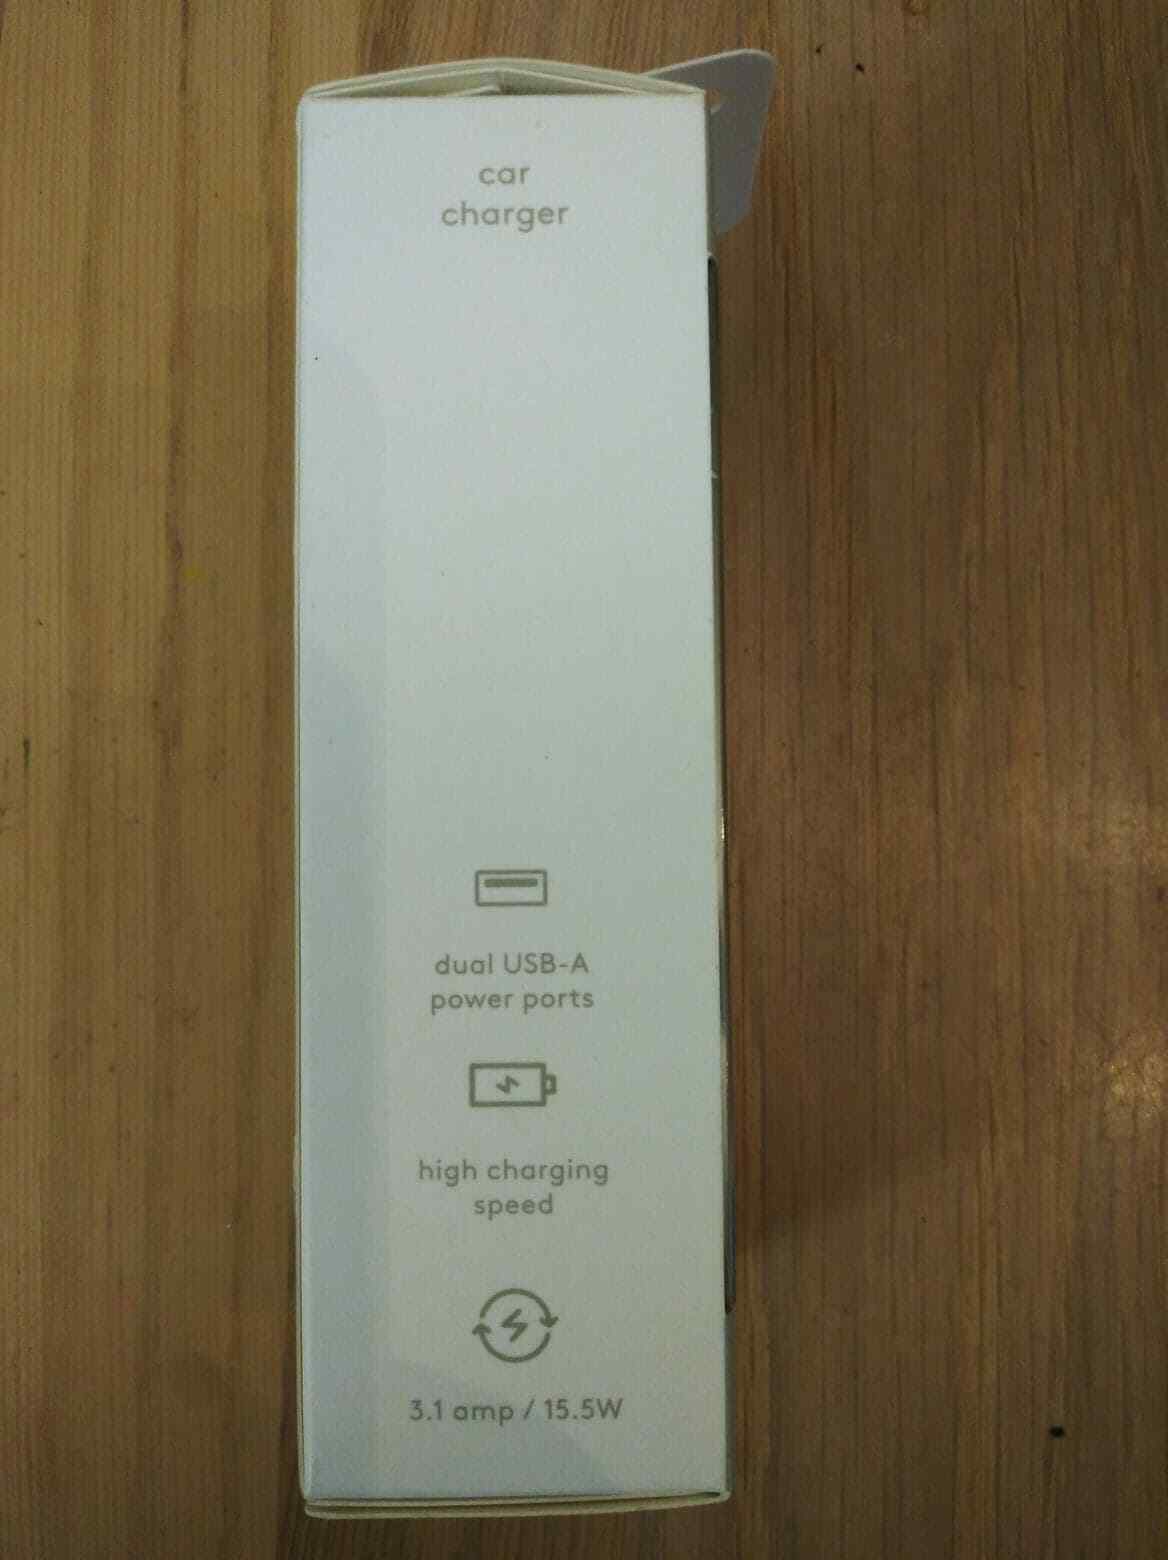 car
charger
dual USB-A
power ports
high charging
speed
3.1 amp / 15.5W